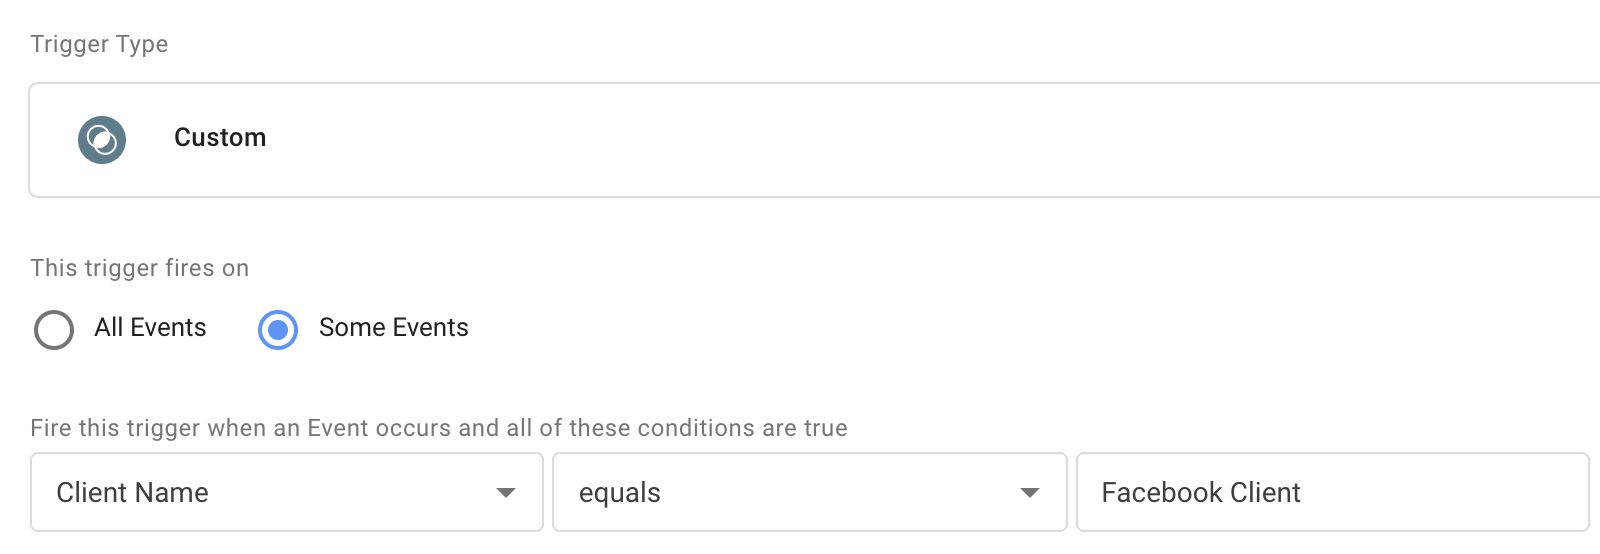 Trigger Type
Custom
This trigger fires on
All Events Some Events
Fire this trigger when an Event occurs and all of these conditions are true
Client Name equals Facebook Client